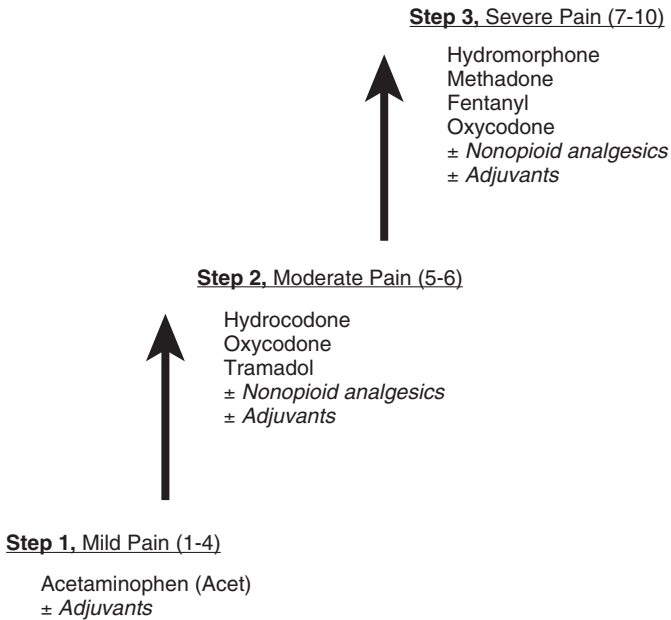 Step 3, Severe Pain (7-10)
Hydromorphone
Methadone
Fentanyl
Oxycodone
± Nonopioid analgesics
± Adjuvants
Step 2, Moderate Pain (5-6)
Hydrocodone
Oxycodone
Tramadol
± Nonopioid analgesics
± Adjuvants
Step 1, Mild Pain (1-4)
Acetaminophen (Acet)
± Adjuvants